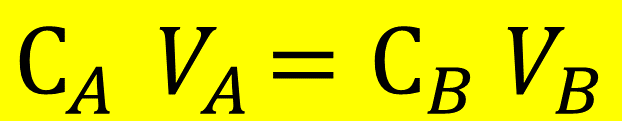 C_A V_A = C_B V_B